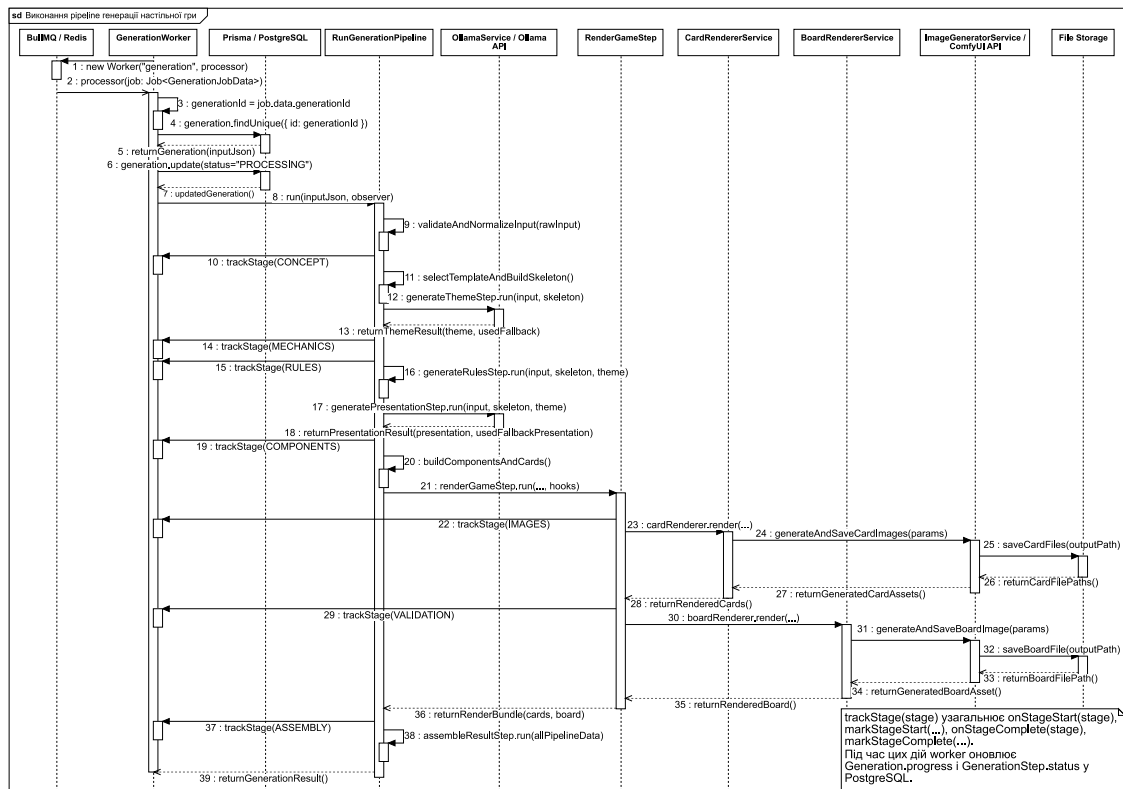 sd Виконання pipeline генерації настільної гри
BullMQ / Redis
GenerationWorker
Prisma / PostgreSQL
RunGenerationPipeline
OllamaService / Ollama
API
RenderGameStep
CardRendererService
BoardRendererService
ImageGeneratorService /
ComfyUI API
File Storage
1 : new Worker("generation", processor)
2 : processor(job: Job<GenerationJobData>)
3 : generationId = job.data.generationId
4 : generation.findUnique({ id: generationId })
5 : returnGeneration(inputJson)
6 : generation.update(status="PROCESSING")
7 : updatedGeneration()
8 : run(inputJson, observer)
9 : validateAndNormalizeInput(rawInput)
10 : trackStage(CONCEPT)
11 : selectTemplateAndBuildSkeleton()
12 : generateThemeStep.run(input, skeleton)
13 : returnThemeResult(theme, usedFallback)
14 : trackStage(MECHANICS)
15 : trackStage(RULES)
16 : generateRulesStep.run(input, skeleton, theme)
17 : generatePresentationStep.run(input, skeleton, theme)
18 : returnPresentationResult(presentation, usedFallbackPresentation)
19 : trackStage(COMPONENTS)
20 : buildComponentsAndCards()
21 : renderGameStep.run(..., hooks)
22 : trackStage(IMAGES)
23 : cardRenderer.render(...)
24 : generateAndSaveCardImages(params)
25 : saveCardFiles(outputPath)
26 : returnCardFilePaths()
27 : returnGeneratedCardAssets()
28 : returnRenderedCards()
29 : trackStage(VALIDATION)
30 : boardRenderer.render(...)
31 : generateAndSaveBoardImage(params)
32 : saveBoardFile(outputPath)
33 : returnBoardFilePath()
34 : returnGeneratedBoardAsset()
35 : returnRenderedBoard()
36 : returnRenderBundle(cards, board)
37 : trackStage(ASSEMBLY)
38 : assembleResultStep.run(allPipelineData)
39 : returnGenerationResult()
trackStage(stage) узагальнює onStageStart(stage),
markStageStart(...), onStageComplete(stage),
markStageComplete(...).
Під час цих дій worker оновлює
Generation.progress і GenerationStep.status у
PostgreSQL.